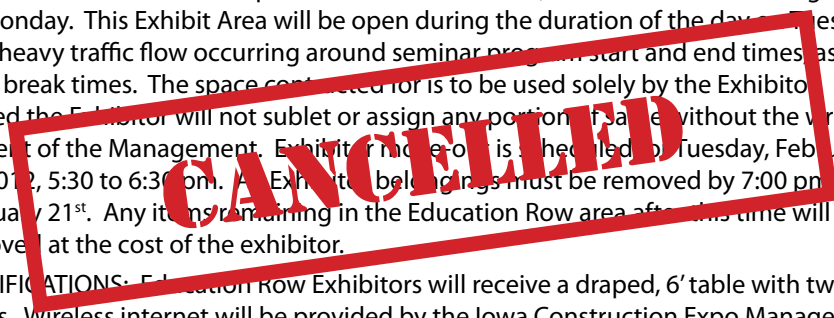 onday. This Exhibit Area will be open during the duration of the day
heavy traffic flow occurring around seminar program start and end times, as
break times. The space contracted for is to be used solely by the Exhibito
ed the Exhibitor will not sublet or assign any portion of same without the wr
ent of the Management. Exhibitor move-out is scheduled for Tuesday, Feb
012, 5:30 to 6:30 pm. All Exhibitor belongings must be removed by 7:00 pm
uary 21st. Any items remaining in the Education Row area after this time will
oved at the cost of the exhibitor.
IFICATIONS: Education Row Exhibitors will receive a draped, 6’ table with tw
s. Wireless internet will be provided by the Iowa Construction Expo Manage
CANCELLED